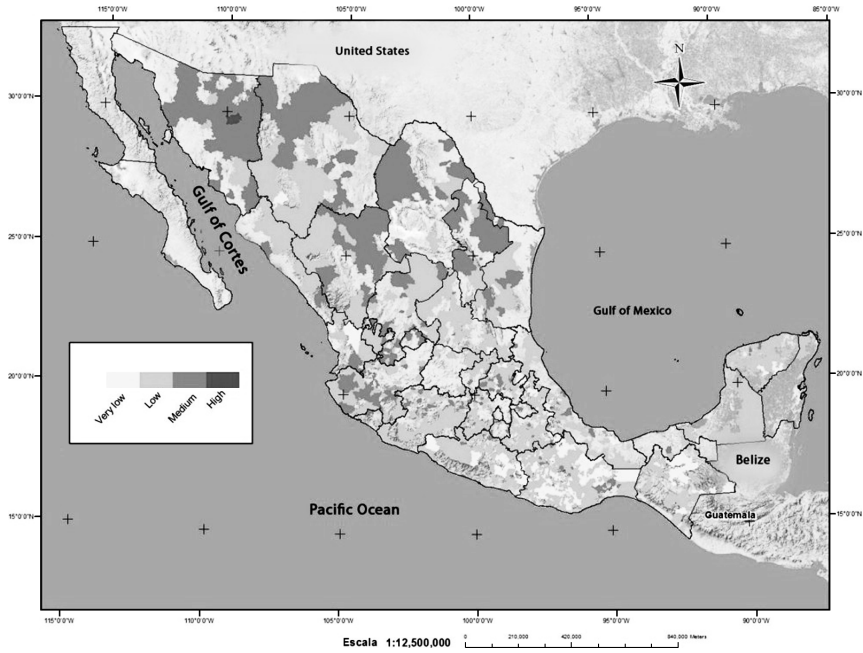 115°0'0"W 110°0'0"W 105°0'0"W 100°0'0"W 95°0'0"W 90°0'0"W 85°0'0"W
United States
N
30°0'0"N 30°0'0"N
Gulf of Cortes
25°0'0"N 25°0'0"N
Gulf of Mexico
20°0'0"N 20°0'0"N
Very low Low Medium High
Belize
Pacific Ocean
Guatemala
15°0'0"N 15°0'0"N
115°0'0"W 110°0'0"W 105°0'0"W 100°0'0"W 95°0'0"W 90°0'0"W
Escala 1:12,500,000 0 210,000 420,000 840,000 Meters